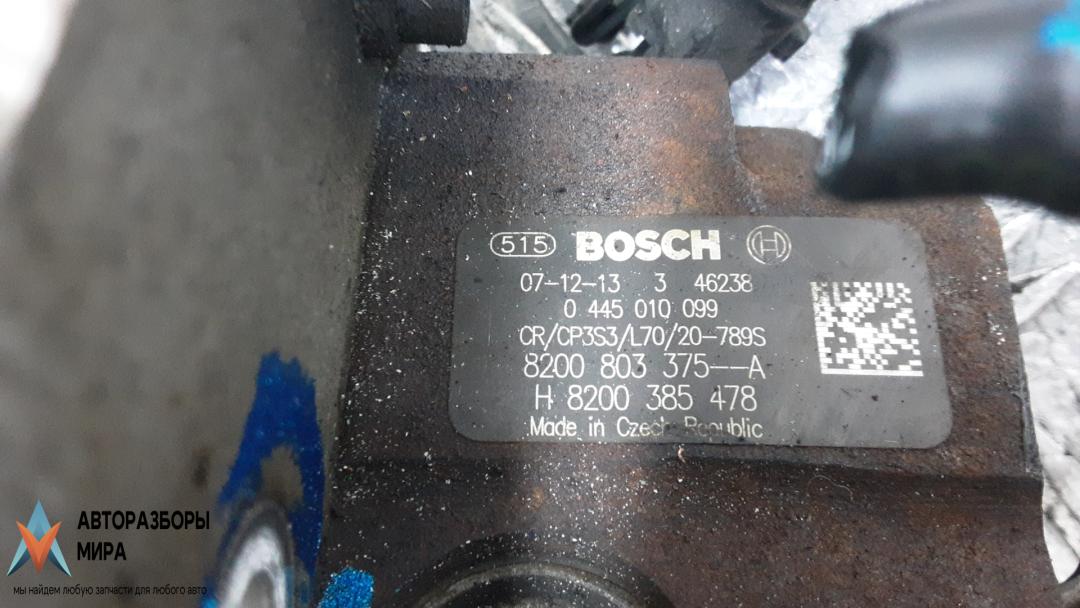 515 BOSCH H
07-12-13 3 46238
0 445 010 099
CR/CP3S3/L70/20-789S
8200 803 375--A
H 8200 385 478
Made in Czech Republic
АВТОРАЗБОРЫ
МИРА
мы найдем любую запчасти для любого авто